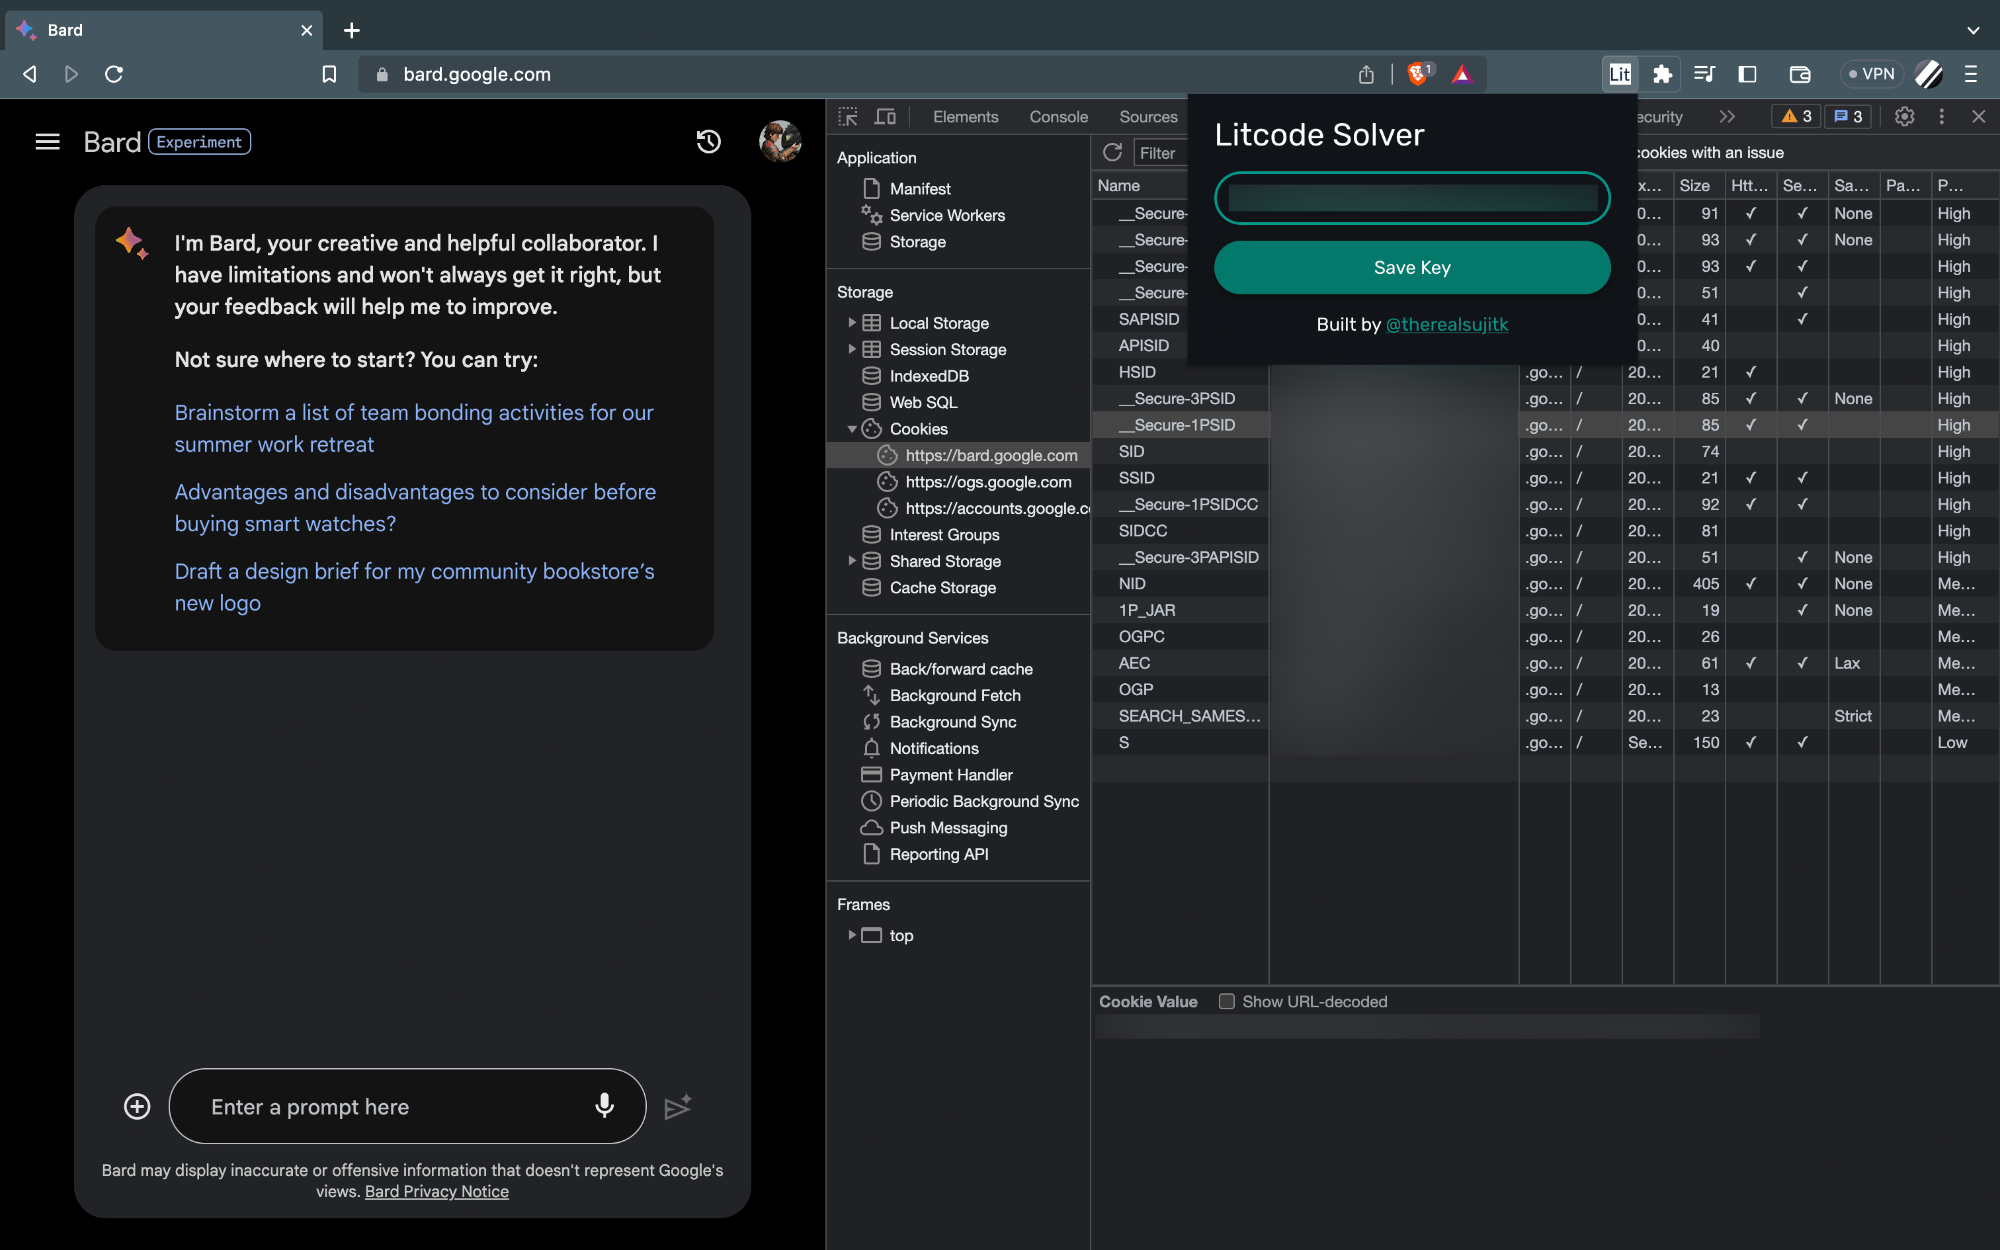 Bard
bard.google.com
1
Lit
VPN
Bard
Experiment
I'm Bard, your creative and helpful collaborator. I
have limitations and won't always get it right, but
your feedback will help me to improve.
Not sure where to start? You can try:
Brainstorm a list of team bonding activities for our
summer work retreat
Advantages and disadvantages to consider before
buying smart watches?
Draft a design brief for my community bookstore's
new logo
Enter a prompt here
Bard may display inaccurate or offensive information that doesn't represent Google's
views. Bard Privacy Notice
Elements Console Sources ecurity 3 3
Application
Manifest
Service Workers
Storage
Storage
Local Storage
Session Storage
IndexedDB
Web SQL
Cookies
https://bard.google.com
https://ogs.google.com
https://accounts.google.c
Interest Groups
Shared Storage
Cache Storage
Background Services
Back/forward cache
Background Fetch
Background Sync
Notifications
Payment Handler
Periodic Background Sync
Push Messaging
Reporting API
Frames
top
Litcode Solver
Save Key
Built by @therealsujitk
Filter cookies with an issue
Name x... Size Htt... Se... Sa... Pa... P...
__Secure- 0... 91 ✓ ✓ None High
__Secure- 0... 93 ✓ ✓ None High
__Secure- 0... 93 ✓ ✓ High
__Secure- 0... 51 ✓ High
SAPISID 0... 41 ✓ High
APISID 0... 40 High
HSID .go... / 20... 21 ✓ High
__Secure-3PSID .go... / 20... 85 ✓ ✓ None High
__Secure-1PSID .go... / 20... 85 ✓ ✓ High
SID .go... / 20... 74 High
SSID .go... / 20... 21 ✓ ✓ High
__Secure-1PSIDCC .go... / 20... 92 ✓ ✓ High
SIDCC .go... / 20... 81 High
__Secure-3PAPISID .go... / 20... 51 ✓ None High
NID .go... / 20... 405 ✓ ✓ None Me...
1P_JAR .go... / 20... 19 ✓ None Me...
OGPC .go... / 20... 26 Me...
AEC .go... / 20... 61 ✓ ✓ Lax Me...
OGP .go... / 20... 13 Me...
SEARCH_SAMES... .go... / 20... 23 Strict Me...
S .go... / Se... 150 ✓ ✓ Low
Cookie Value Show URL-decoded